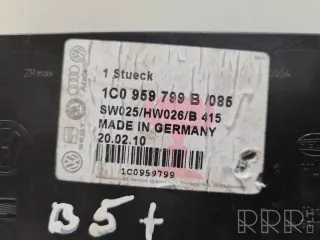 1 Stueck
1C0 959 799 B /085
SW025/HW026/B 415
MADE IN GERMANY
20.02.10
1C0959799
B5+
RRR